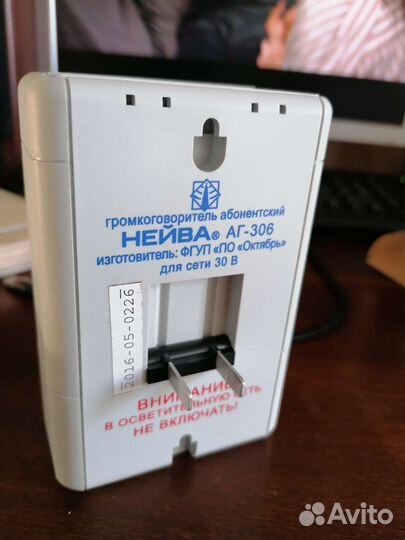 громкоговоритель абонентский
НЕЙВА® АГ-306
изготовитель: ФГУП «ПО «Октябрь»
для сети 30 В
2016-05-0226
ВНИМАНИЕ
В ОСВЕТИТЕЛЬНУЮ СЕТЬ
НЕ ВКЛЮЧАТЬ!
Avito